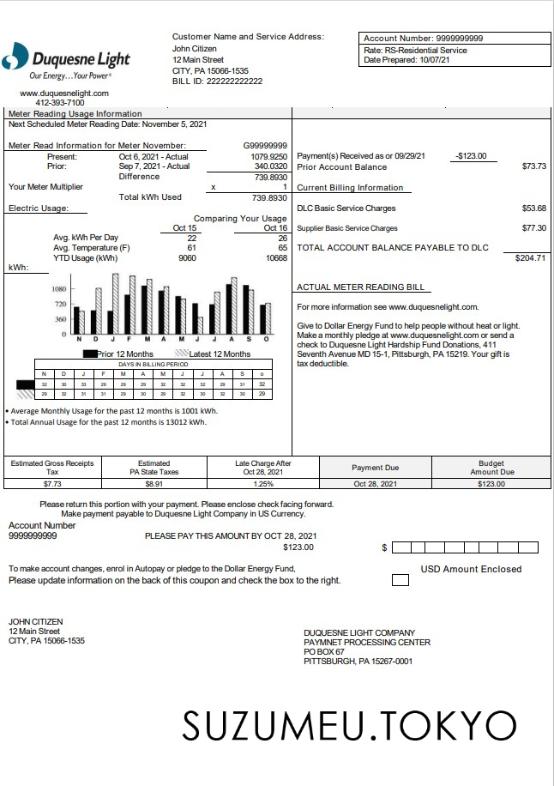 Duquesne Light
Our Energy...Your Power®
www.duquesnelight.com
412-393-7100
Customer Name and Service Address:
John Citizen
12 Main Street
CITY, PA 15066-1535
BILL ID: 222222222222
Account Number: 9999999999
Rate: RS-Residential Service
Date Prepared: 10/07/21
Meter Reading Usage Information
Next Scheduled Meter Reading Date: November 5, 2021
Meter Read Information for Meter November: G99999999
Present: Oct 6, 2021 - Actual 1079.9250
Prior: Sep 7, 2021 - Actual 340.0320
Difference 739.8930
Your Meter Multiplier x 1
Total kWh Used 739.8930
Electric Usage:
Comparing Your Usage
Oct 15 Oct 16
Avg. kWh Per Day 22 26
Avg. Temperature (F) 61 65
YTD Usage (kWh) 9060 10668
kWh:
1080
720
360
0
N D J F M A M J J A S O
Prior 12 Months Latest 12 Months
DAYS IN BILLING PERIOD
N D J F M A M J J A S o
32 30 33 29 31 29 30 32 32 29 31 32
29 32 31 31 29 30 29 32 30 32 30 29
• Average Monthly Usage for the past 12 months is 1001 kWh.
• Total Annual Usage for the past 12 months is 13012 kWh.
Payment(s) Received as or 09/29/21 -$123.00
Prior Account Balance $73.73
Current Billing Information
DLC Basic Service Charges $53.68
Supplier Basic Service Charges $77.30
TOTAL ACCOUNT BALANCE PAYABLE TO DLC
$204.71
ACTUAL METER READING BILL
For more information see www.duquesnelight.com.
Give to Dollar Energy Fund to help people without heat or light.
Make a monthly pledge at www.duquesnelight.com or send a
check to Duquesne Light Hardship Fund Donations, 411
Seventh Avenue MD 15-1, Pittsburgh, PA 15219. Your gift is
tax deductible.
Estimated Gross Receipts Tax Estimated PA State Taxes Late Charge After Oct 28, 2021 Payment Due Budget Amount Due
$7.73 $8.91 1.25% Oct 28, 2021 $123.00
Please return this portion with your payment. Please enclose check facing forward.
Make payment payable to Duquesne Light Company in US Currency.
Account Number
9999999999 PLEASE PAY THIS AMOUNT BY OCT 28, 2021
$123.00
$
USD Amount Enclosed
To make account changes, enrol in Autopay or pledge to the Dollar Energy Fund,
Please update information on the back of this coupon and check the box to the right.
JOHN CITIZEN
12 Main Street
CITY, PA 15066-1535
DUQUESNE LIGHT COMPANY
PAYMNET PROCESSING CENTER
PO BOX 67
PITTSBURGH, PA 15267-0001
SUZUMEU.TOKYO